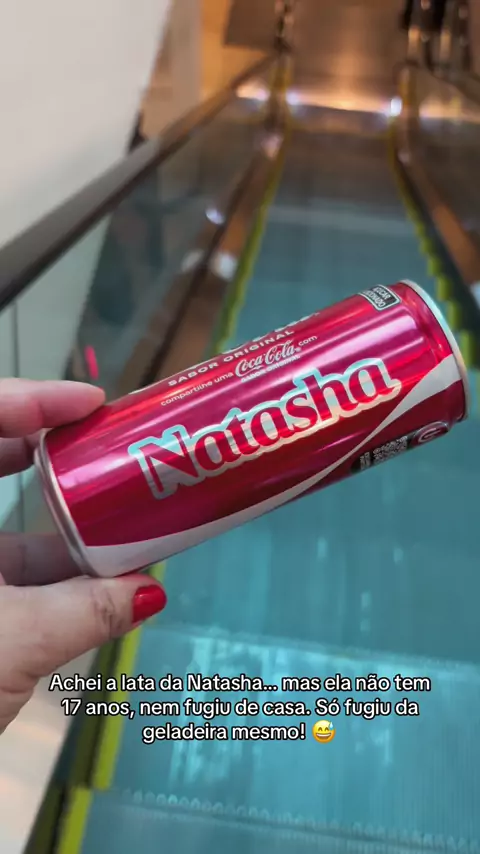 SABOR ORIGINAL
compartilhe uma Coca-Cola com
Natasha
Achei a lata da Natasha... mas ela não tem
17 anos, nem fugiu de casa. Só fugiu da
geladeira mesmo! 😅